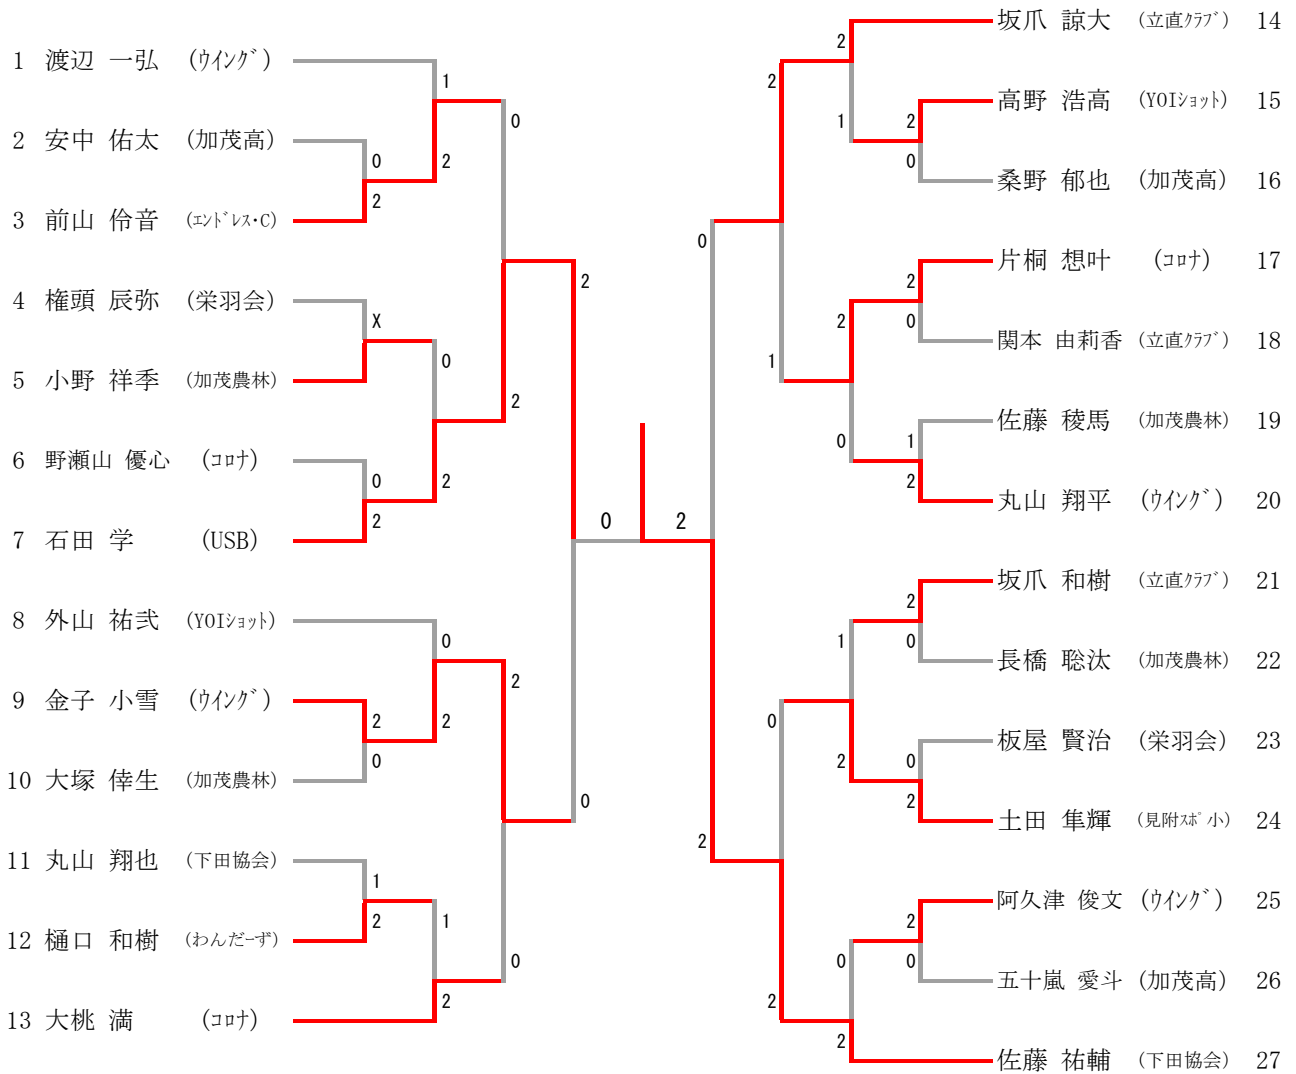 1 渡辺 一弘 (ウイング)
2 安中 佑太 (加茂高)
3 前山 伶音 (エンドレス・C)
4 権頭 辰弥 (栄羽会)
5 小野 祥季 (加茂農林)
6 野瀬山 優心 (コロナ)
7 石田 学 (USB)
8 外山 祐弐 (YOIショット)
9 金子 小雪 (ウイング)
10 大塚 倖生 (加茂農林)
11 丸山 翔也 (下田協会)
12 樋口 和樹 (わんだーず)
13 大桃 満 (コロナ)
1
0
2
0
2
X
0
2
2
0
2
2
0
2
2
2
0
0
1
2
1
0
2
0 2
坂爪 諒大 (立直クラブ) 14
高野 浩高 (YOIショット) 15
桑野 郁也 (加茂高) 16
片桐 想叶 (コロナ) 17
関本 由莉香 (立直クラブ) 18
佐藤 稜馬 (加茂農林) 19
丸山 翔平 (ウイング) 20
坂爪 和樹 (立直クラブ) 21
長橋 聡汰 (加茂農林) 22
板屋 賢治 (栄羽会) 23
土田 隼輝 (見附スポ小) 24
阿久津 俊文 (ウイング) 25
五十嵐 愛斗 (加茂高) 26
佐藤 祐輔 (下田協会) 27
2
2
1
2
0
0
2
2
0
1
0
1
2
2
1
0
0
2
0
2
2
2
0
0
2
2